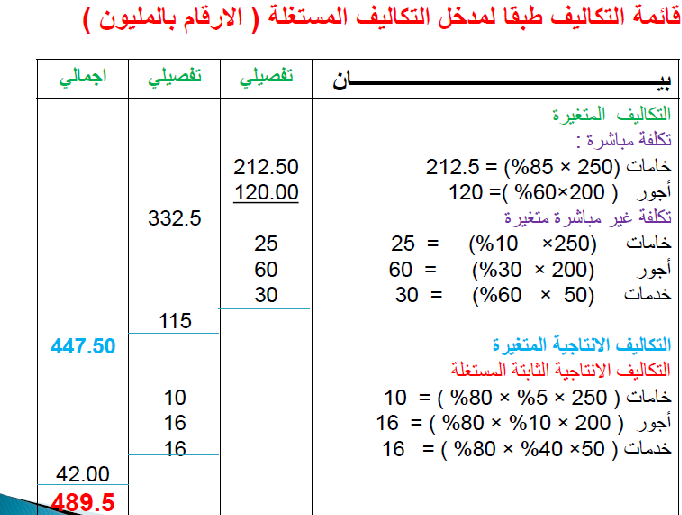 قائمة التكاليف طبقا لمدخل التكاليف المستغلة ( الارقام بالمليون )
بيــــــــــــــــــــــــــــــــان تفصيلي تفصيلي اجمالي
التكاليف المتغيرة
تكلفة مباشرة :
خامات (250 × 85%) = 212.5 212.50
أجور ( 200×60% )= 120 120.00
تكلفة غير مباشرة متغيرة 332.5
خامات (250× 10%) = 25 25
أجور (200 × 30%) = 60 60
خدمات (50 × 60%) = 30 30
115
التكاليف الانتاجية المتغيرة 447.50
التكاليف الانتاجية الثابتة المستغلة
خامات ( 250 × 5% × 80% ) = 10 10
أجور ( 200 × 10% × 80% ) = 16 16
خدمات ( 50× 40% × 80% ) = 16 16
42.00
489.5